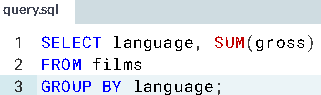 query.sql
1 SELECT language, SUM(gross)
2 FROM films
3 GROUP BY language;